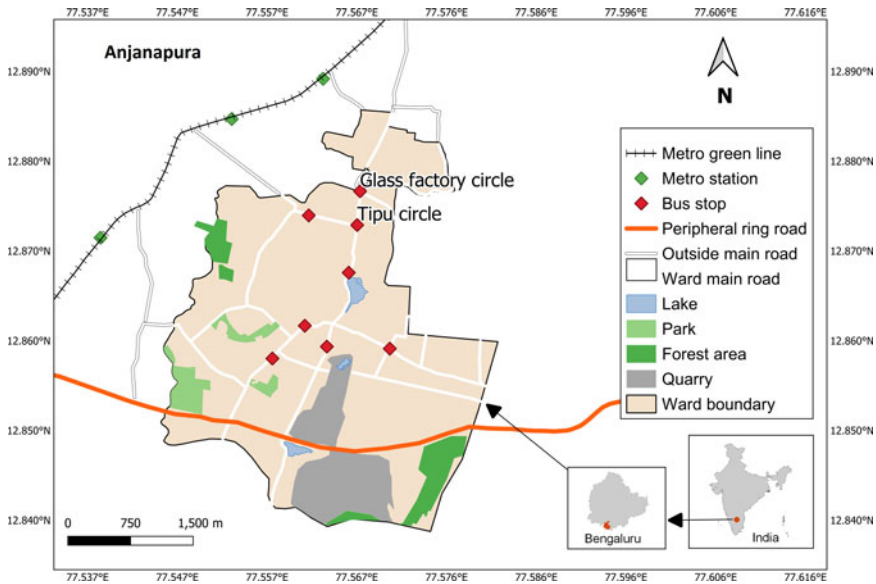 77.537°E 77.547°E 77.557°E 77.567°E 77.576°E 77.586°E 77.596°E 77.606°E 77.616°E
Anjanapura
12.890°N 12.890°N
N
12.880°N 12.880°N
Glass factory circle
Tipu circle
12.870°N 12.870°N
12.860°N 12.860°N
12.850°N 12.850°N
12.840°N 12.840°N
Metro green line
Metro station
Bus stop
Peripheral ring road
Outside main road
Ward main road
Lake
Park
Forest area
Quarry
Ward boundary
0 750 1,500 m
Bengaluru
India
77.537°E 77.547°E 77.557°E 77.567°E 77.576°E 77.586°E 77.596°E 77.606°E 77.616°E